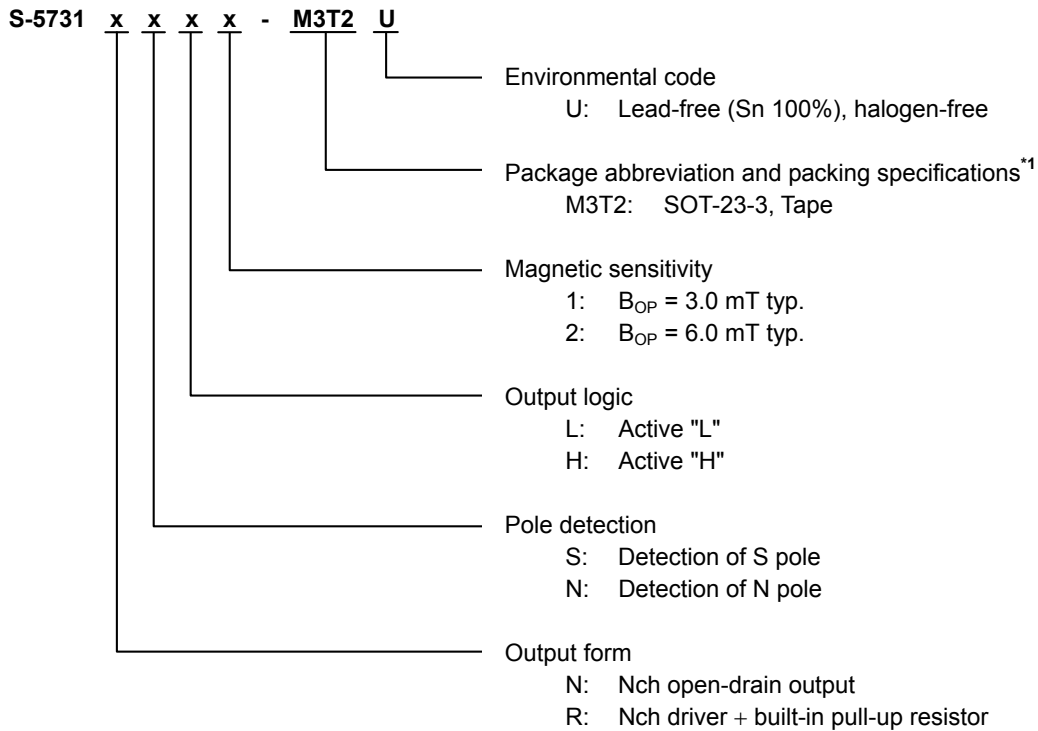 S-5731 x x x x - M3T2 U
Environmental code
U: Lead-free (Sn 100%), halogen-free
Package abbreviation and packing specifications*1
M3T2: SOT-23-3, Tape
Magnetic sensitivity
1: BOP = 3.0 mT typ.
2: BOP = 6.0 mT typ.
Output logic
L: Active "L"
H: Active "H"
Pole detection
S: Detection of S pole
N: Detection of N pole
Output form
N: Nch open-drain output
R: Nch driver + built-in pull-up resistor